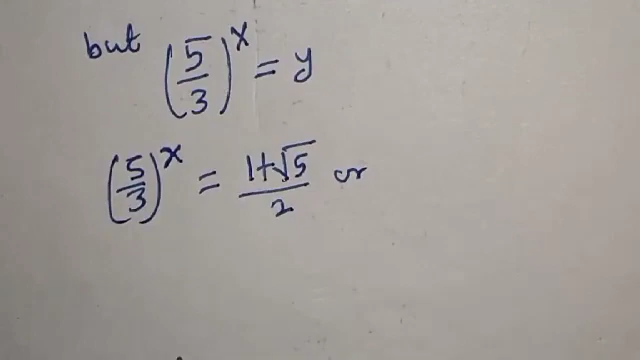 but (5/3)^x = y
(5/3)^x = (1+√5)/2 or